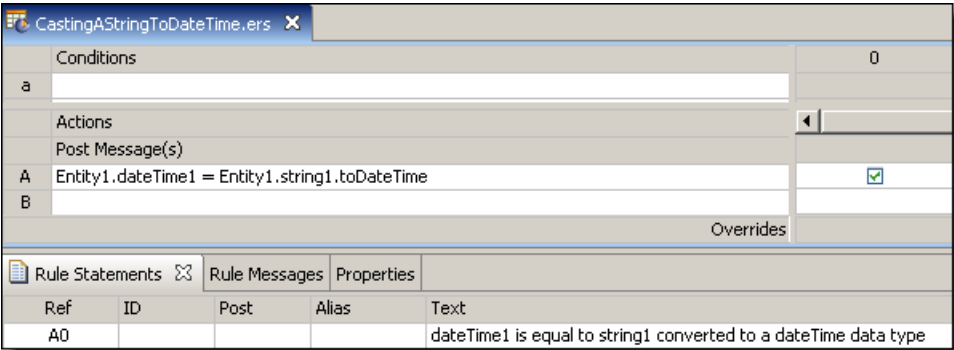 CastingAStringToDateTime.ers
Conditions 0
a
Actions
Post Message(s)
A Entity1.dateTime1 = Entity1.string1.toDateTime
B
Overrides
Rule Statements Rule Messages Properties
Ref ID Post Alias Text
A0 dateTime1 is equal to string1 converted to a dateTime data type